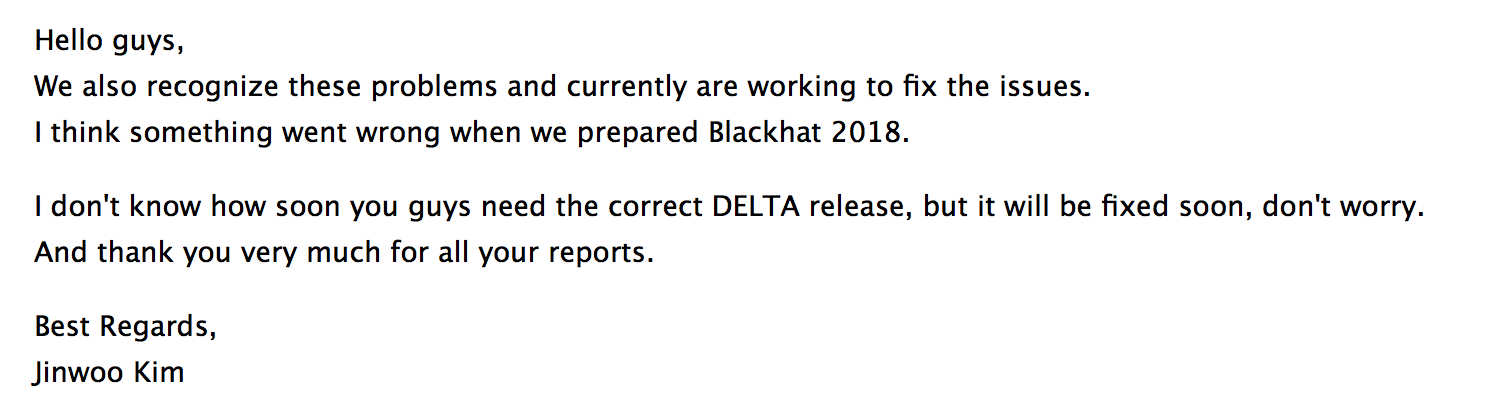 Hello guys,
We also recognize these problems and currently are working to fix the issues.
I think something went wrong when we prepared Blackhat 2018.
I don't know how soon you guys need the correct DELTA release, but it will be fixed soon, don't worry.
And thank you very much for all your reports.
Best Regards,
Jinwoo Kim